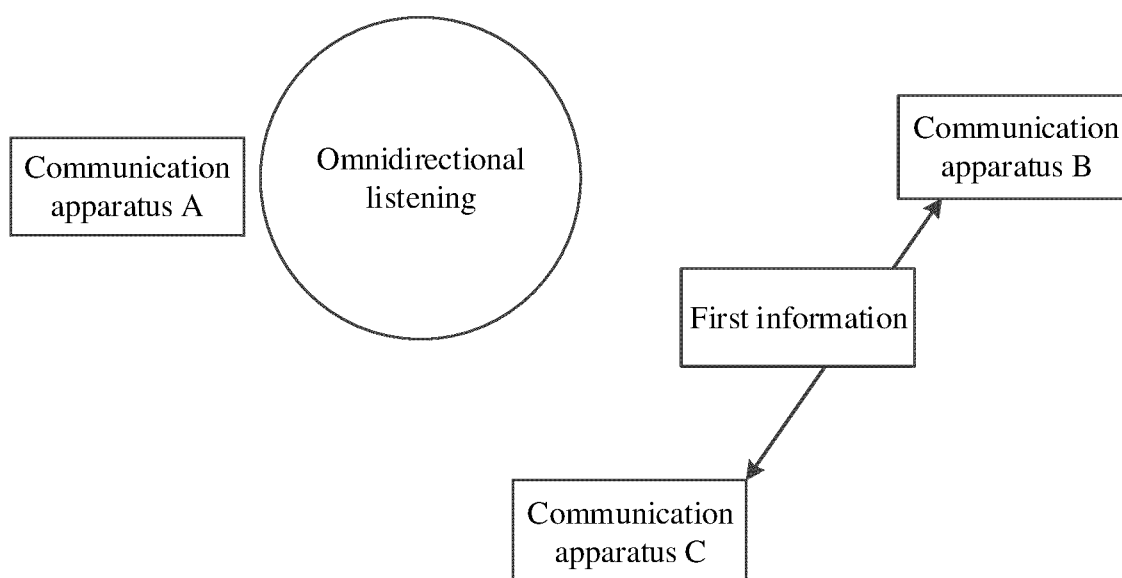 Communication
apparatus A
Omnidirectional
listening
Communication
apparatus B
First information
Communication
apparatus C